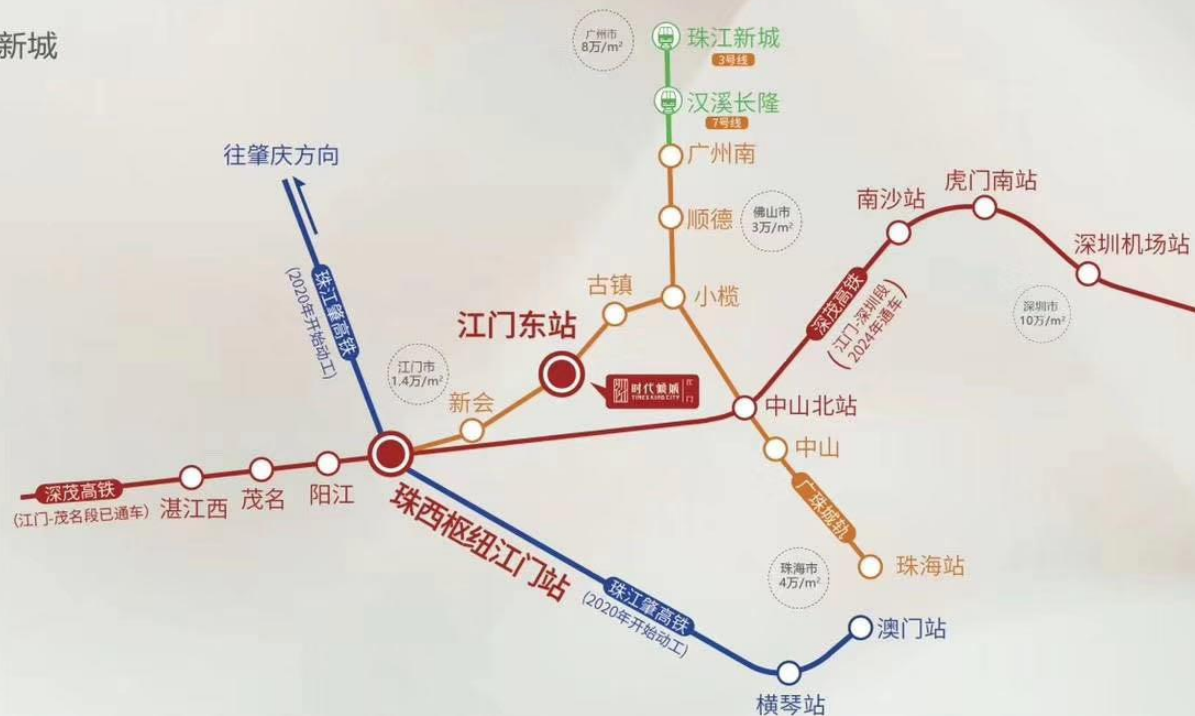 新城
广州市
8万/m²
珠江新城
3号线
汉溪长隆
7号线
广州南
往肇庆方向
顺德
佛山市
3万/m²
南沙站
虎门南站
深圳机场站
珠江肇高铁
(2020年开始动工)
古镇
小榄
深茂高铁
(江门-深圳段
2024年通车)
深圳市
10万/m²
江门东站
江门市
1.4万/m²
时代倾城
江门
新会
中山北站
中山
深茂高铁
(江门-茂名段已通车)
湛江西
茂名
阳江
珠西枢纽江门站
广珠城轨
珠海市
4万/m²
珠海站
珠江肇高铁
(2020年开始动工)
澳门站
横琴站